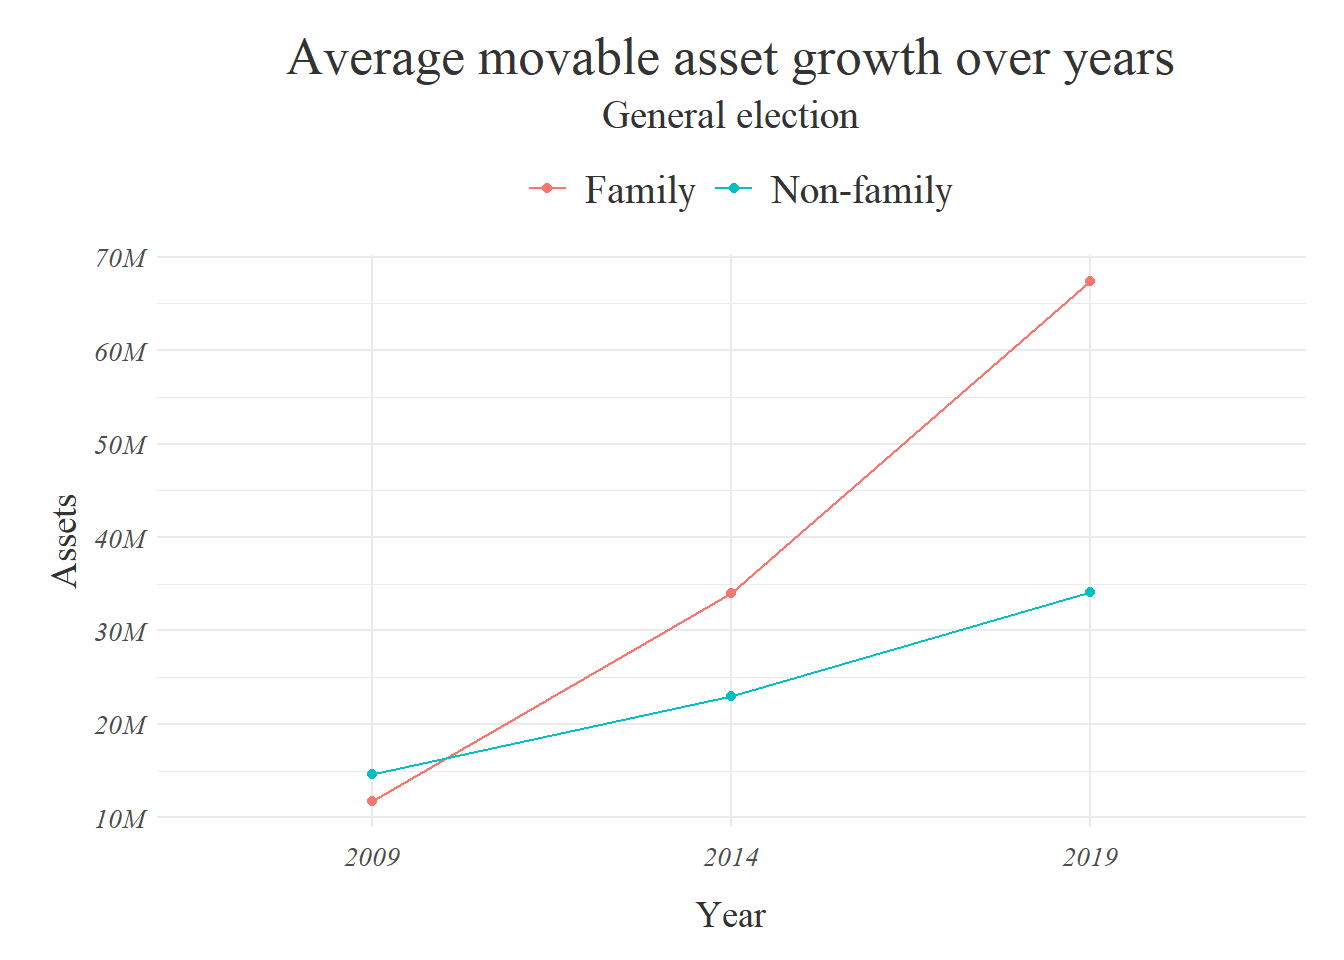 Average movable asset growth over years
General election
Family Non-family
70M
60M
50M
40M
30M
20M
10M
Assets
2009 2014 2019
Year